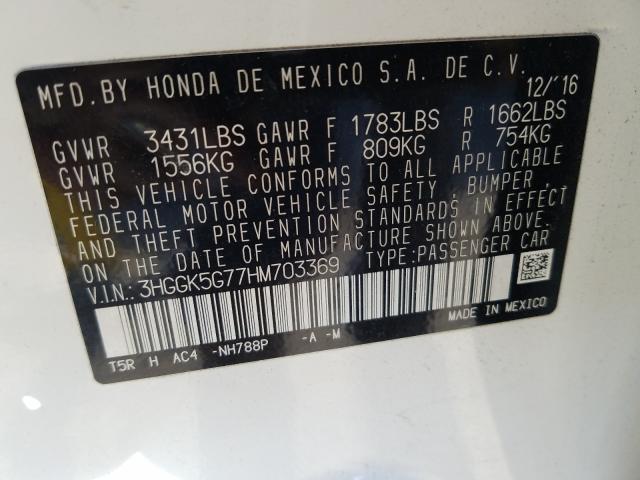 MFD.BY HONDA DE MEXICO S.A. DE C.V.
12/'16
GVWR 3431LBS GAWR F 1783LBS R 1662LBS
GVWR 1556KG GAWR F 809KG R 754KG
THIS VEHICLE CONFORMS TO ALL APPLICABLE
FEDERAL MOTOR VEHICLE SAFETY, BUMPER,
AND THEFT PREVENTION STANDARDS IN EFFECT
ON THE DATE OF MANUFACTURE SHOWN ABOVE.
V.I.N.: 3HGGK5G77HM703369 TYPE:PASSENGER CAR
T5R H AC4 -NH788P -A -M
MADE IN MEXICO